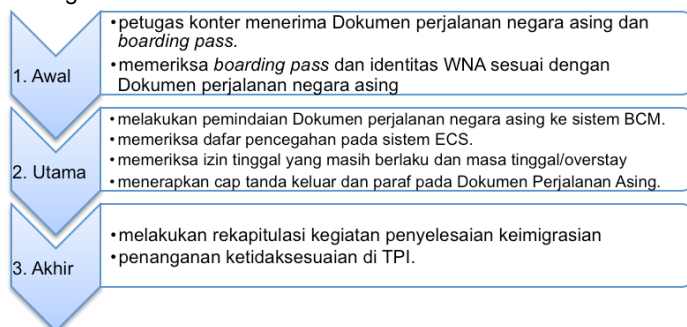 • petugas konter menerima Dokumen perjalanan negara asing dan
boarding pass.
• memeriksa boarding pass dan identitas WNA sesuai dengan
Dokumen perjalanan negara asing
1. Awal
• melakukan pemindaian Dokumen perjalanan negara asing ke sistem BCM.
• memeriksa dafar pencegahan pada sistem ECS.
• memeriksa izin tinggal yang masih berlaku dan masa tinggal/overstay
• menerapkan cap tanda keluar dan paraf pada Dokumen Perjalanan Asing.
2. Utama
• melakukan rekapitulasi kegiatan penyelesaian keimigrasian
• penanganan ketidaksesuaian di TPI.
3. Akhir